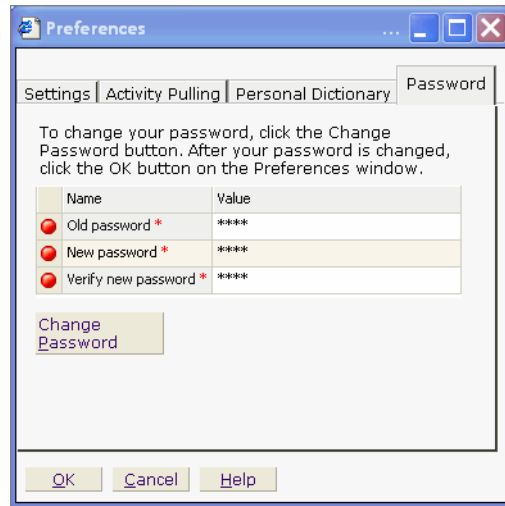 Preferences ...
Settings Activity Pulling Personal Dictionary Password
To change your password, click the Change
Password button. After your password is changed,
click the OK button on the Preferences window.
Name Value
Old password * ****
New password * ****
Verify new password * ****
Change
Password
OK Cancel Help